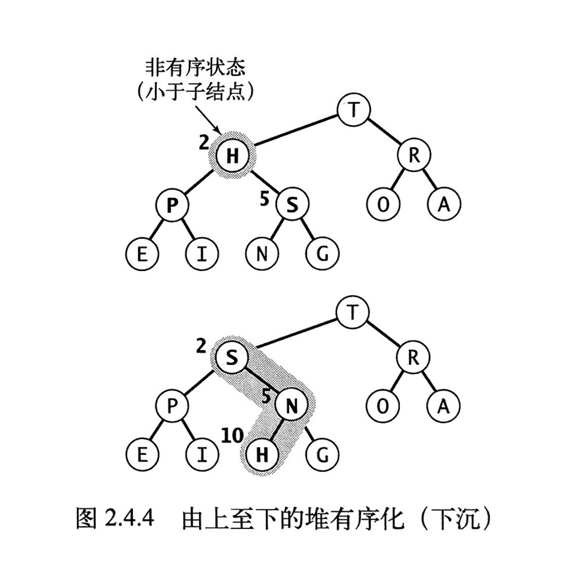 非有序状态
（小于子结点）
T
2 H R
P 5 S O A
E I N G
T
2 S R
P 5 N O A
E I 10 H G
图 2.4.4 由上至下的堆有序化（下沉）